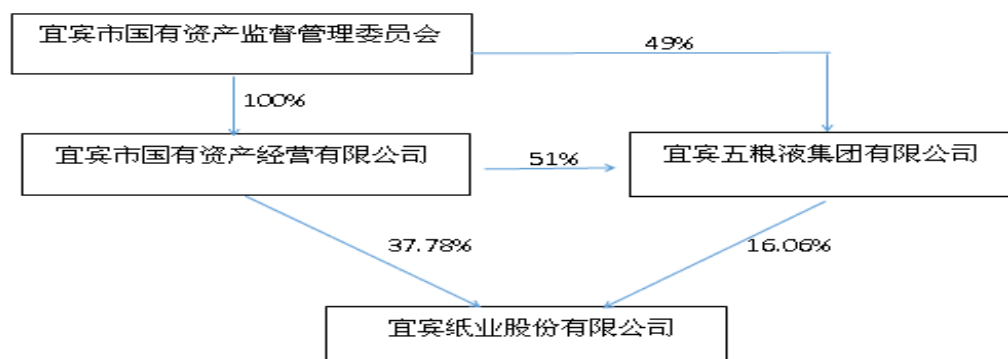 宜宾市国有资产监督管理委员会
49%
100%
宜宾市国有资产经营有限公司
51%
宜宾五粮液集团有限公司
37.78%
16.06%
宜宾纸业股份有限公司